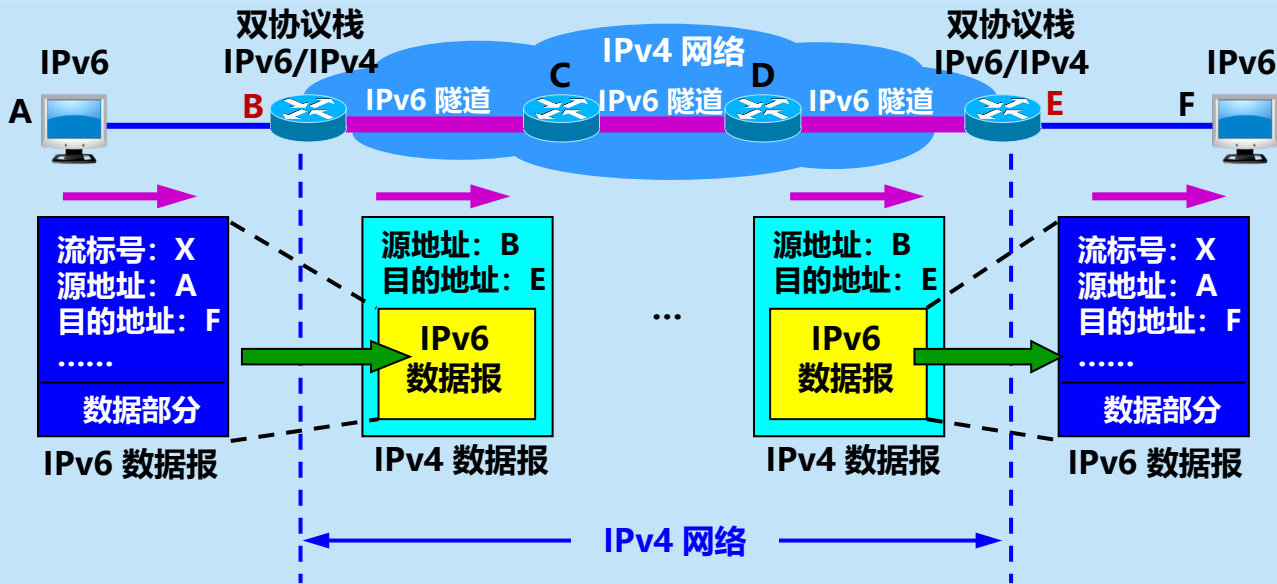 双协议栈
IPv6/IPv4
IPv4 网络
双协议栈
IPv6/IPv4
IPv6
IPv6
A
B
C
D
E
F
IPv6 隧道
IPv6 隧道
IPv6 隧道
流标号：X
源地址：A
目的地址：F
......
数据部分
IPv6 数据报
源地址：B
目的地址：E
IPv6
数据报
IPv4 数据报
...
源地址：B
目的地址：E
IPv6
数据报
IPv4 数据报
流标号：X
源地址：A
目的地址：F
......
数据部分
IPv6 数据报
IPv4 网络